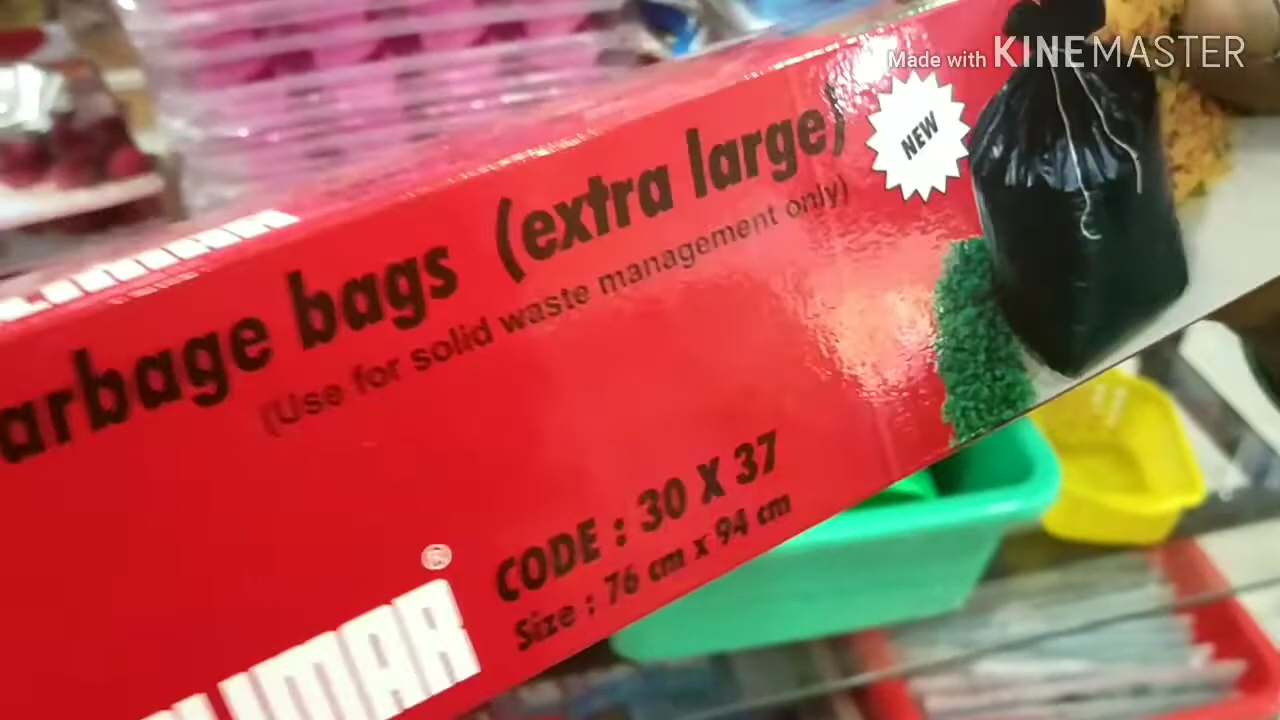 Made with KINEMASTER
NEW
arbage bags (extra large)
(Use for solid waste management only)
CODE : 30 X 37
Size : 76 cm x 94 cm
LIMAR
®